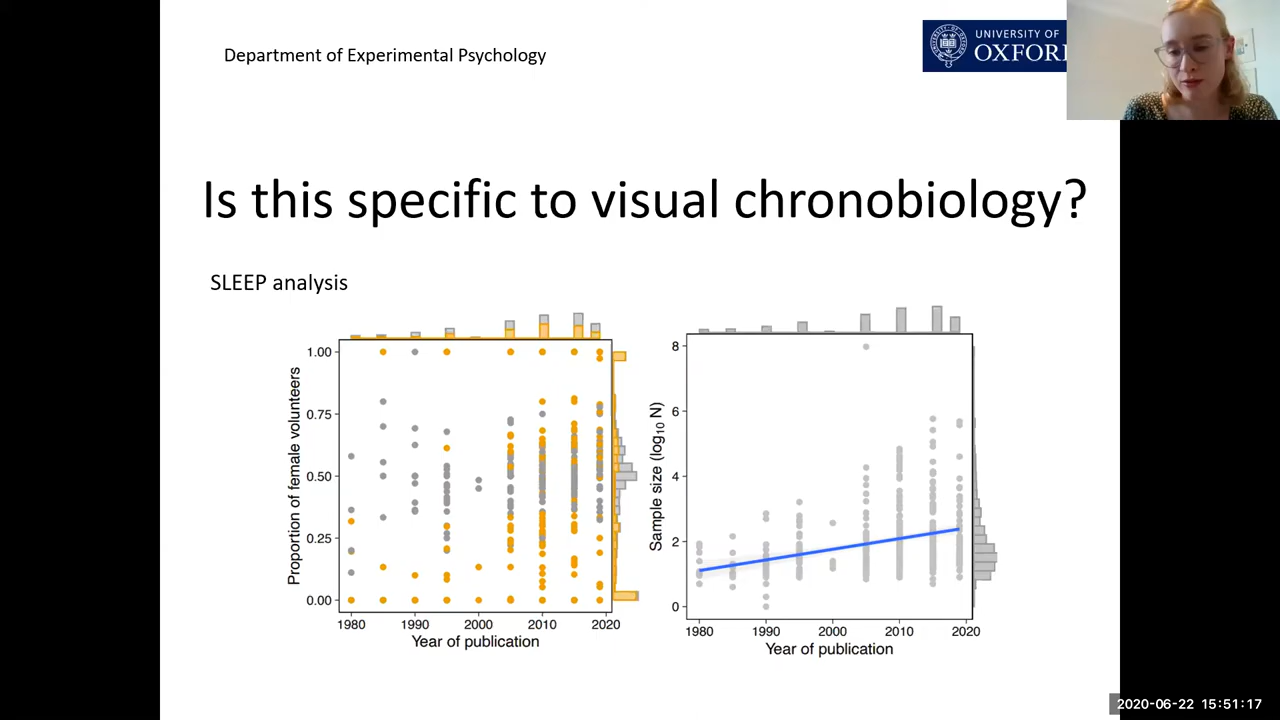 Department of Experimental Psychology
UNIVERSITY OF
OXFOR
Is this specific to visual chronobiology?
SLEEP analysis
Proportion of female volunteers
1.00
0.75
0.50
0.25
0.00
1980 1990 2000 2010 2020
Year of publication
Sample size (log10 N)
8
6
4
2
0
1980 1990 2000 2010 2020
Year of publication
2020-06-22 15:51:17